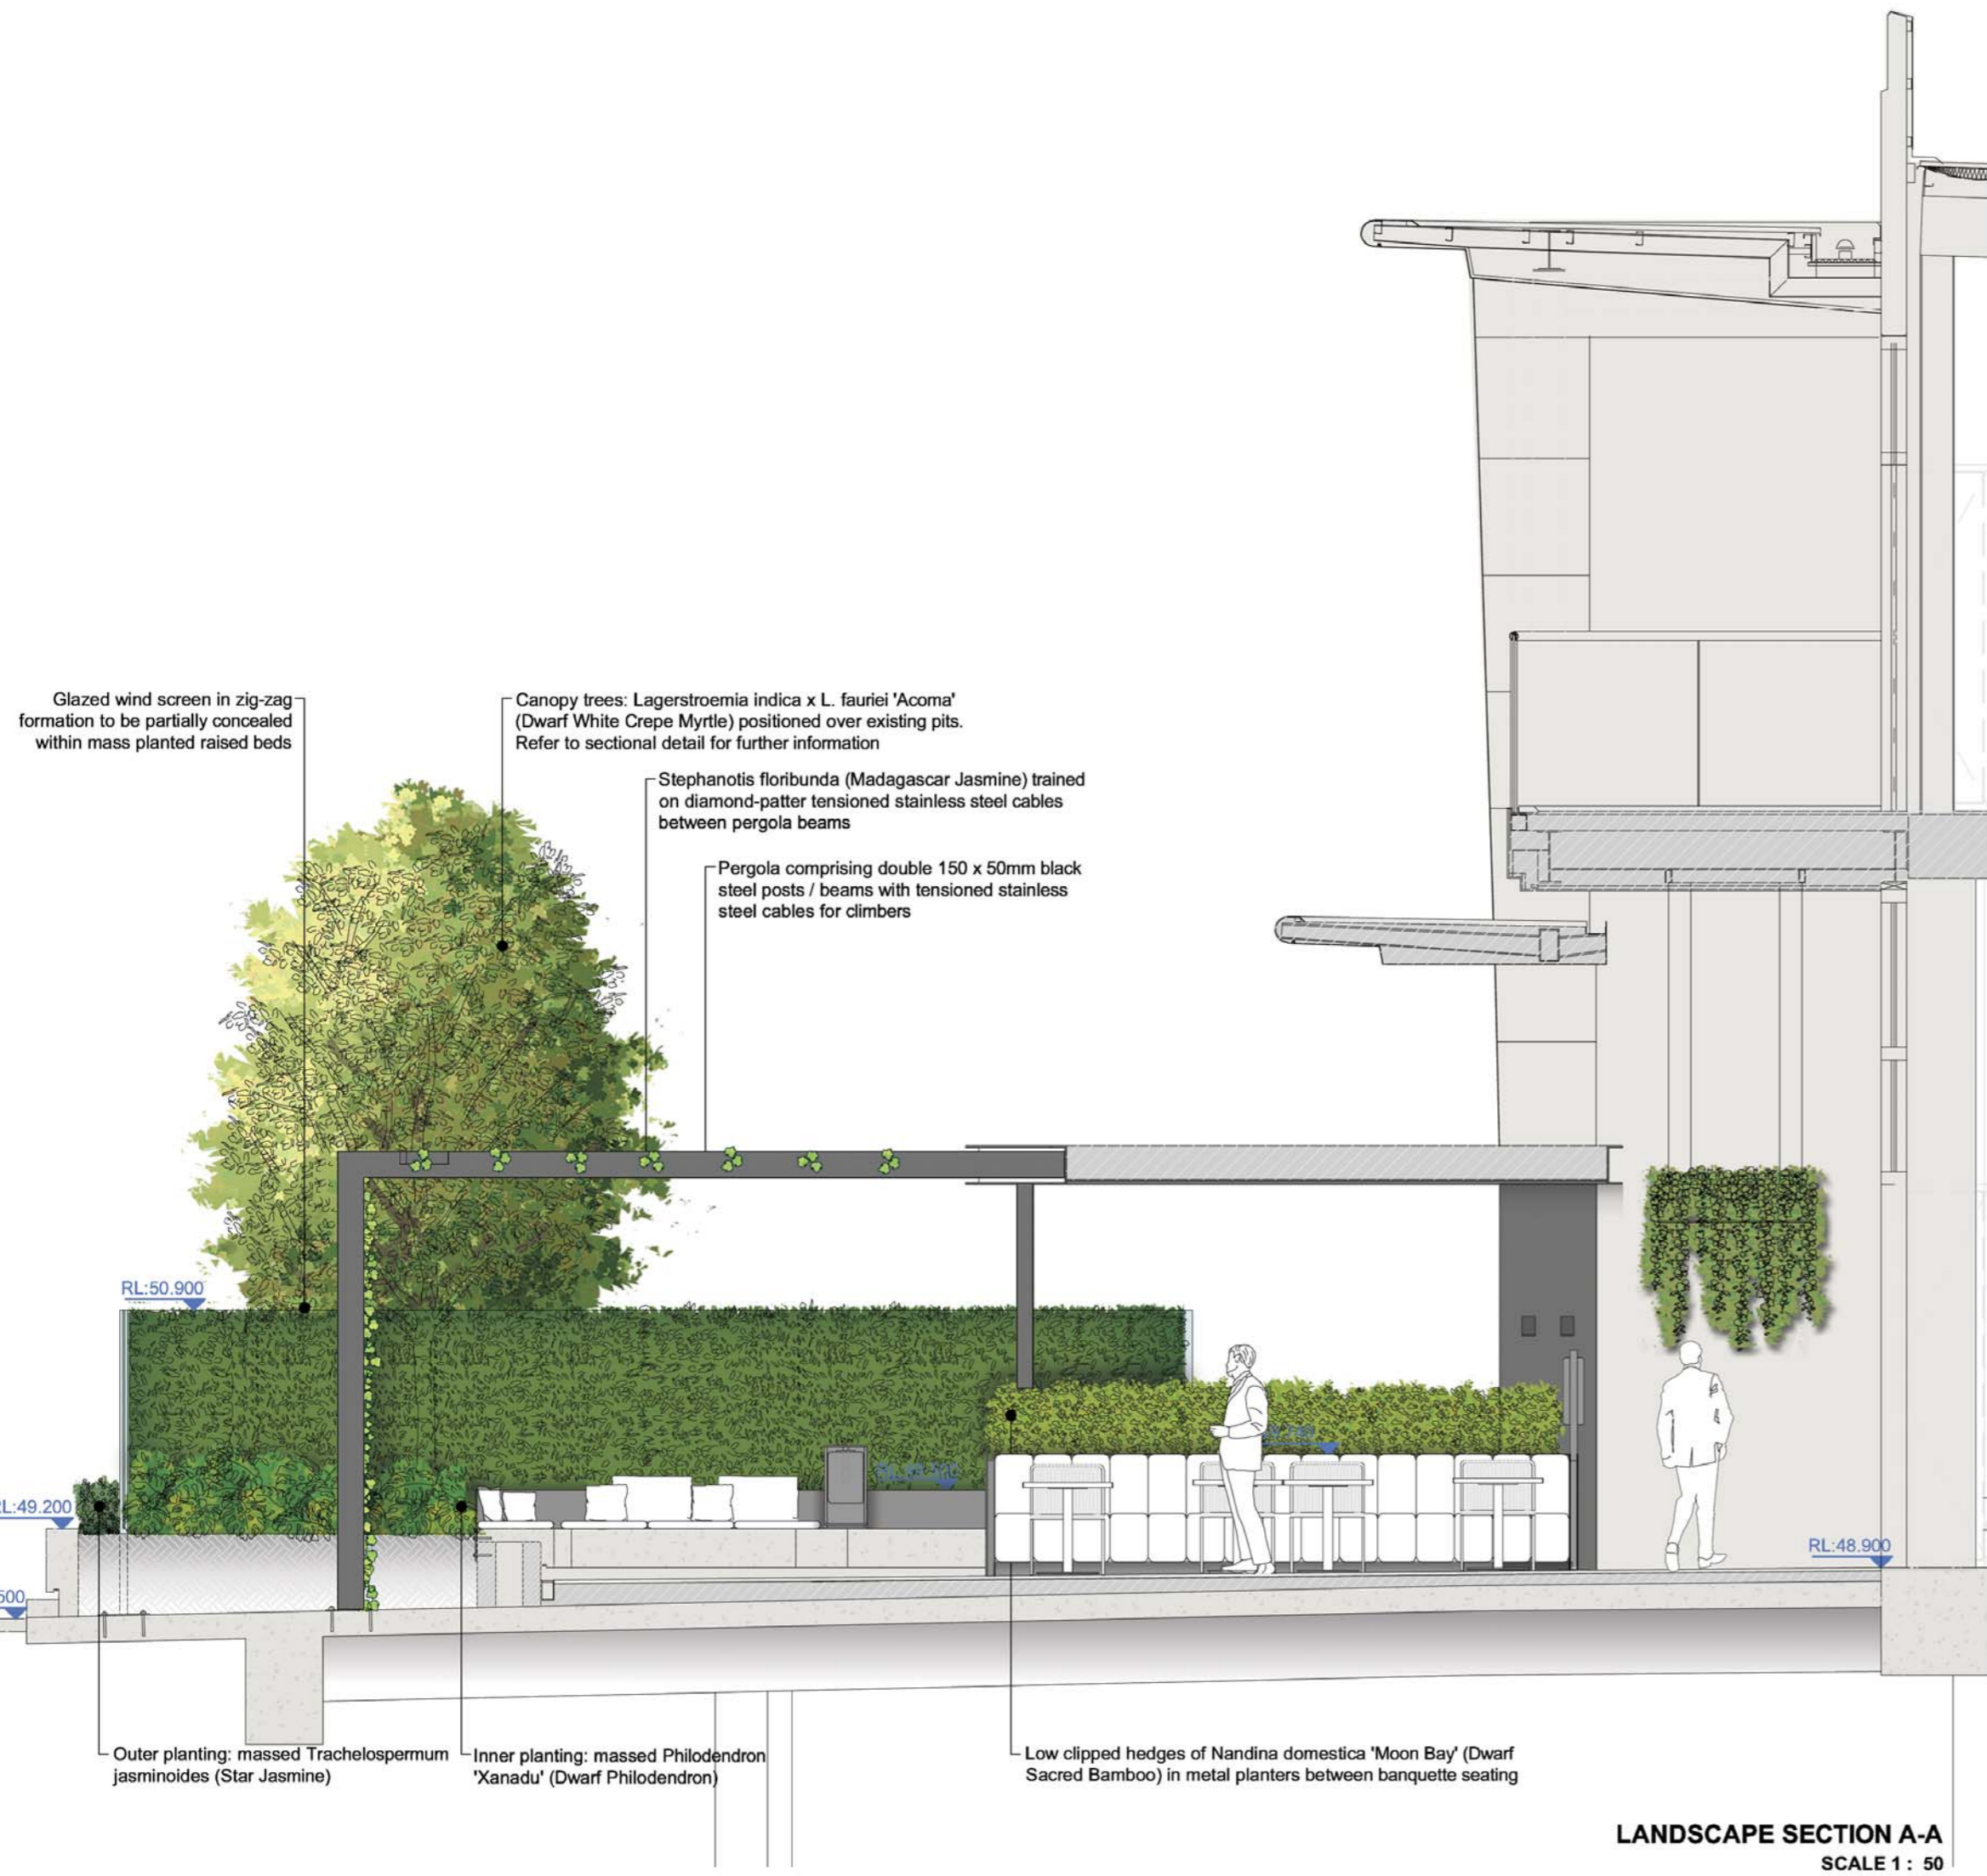 Glazed wind screen in zig-zag
formation to be partially concealed
within mass planted raised beds
Canopy trees: Lagerstroemia indica x L. fauriei 'Acoma'
(Dwarf White Crepe Myrtle) positioned over existing pits.
Refer to sectional detail for further information
Stephanotis floribunda (Madagascar Jasmine) trained
on diamond-patter tensioned stainless steel cables
between pergola beams
Pergola comprising double 150 x 50mm black
steel posts / beams with tensioned stainless
steel cables for climbers
RL:50.900
RL:49.200
RL:48.900
500
Outer planting: massed Trachelospermum
jasminoides (Star Jasmine)
Inner planting: massed Philodendron
'Xanadu' (Dwarf Philodendron)
Low clipped hedges of Nandina domestica 'Moon Bay' (Dwarf
Sacred Bamboo) in metal planters between banquette seating
LANDSCAPE SECTION A-A
SCALE 1 : 50